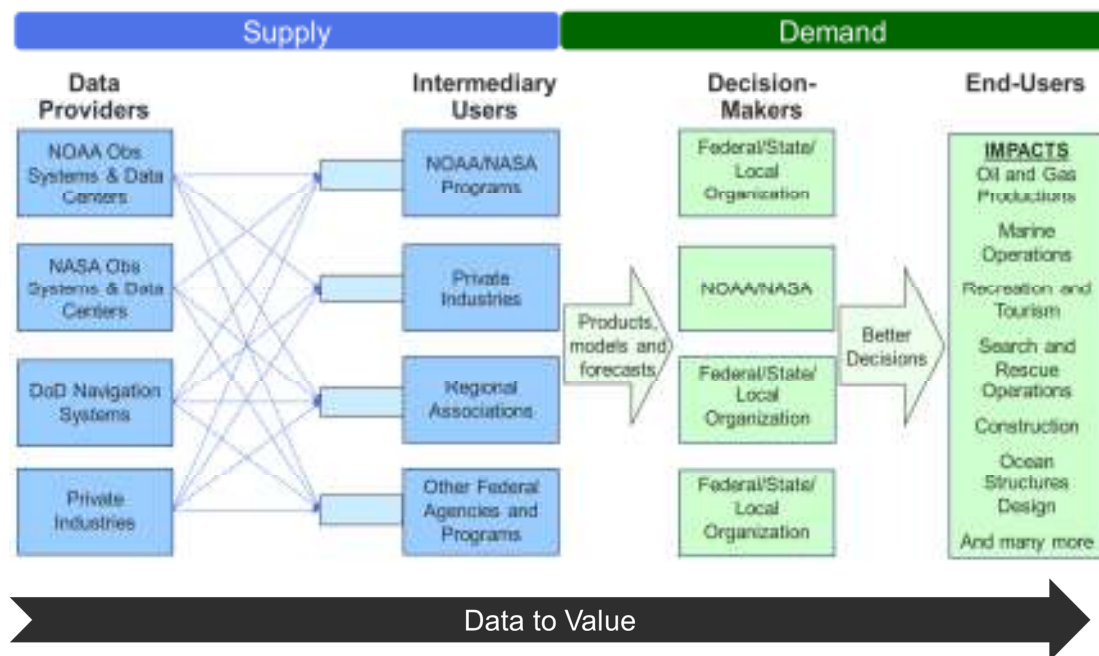 Supply
Demand
Data
Providers
Intermediary
Users
Decision-
Makers
End-Users
NOAA Obs
Systems & Data
Centers
NASA Obs
Systems & Data
Centers
DoD Navigation
Systems
Private
Industries
NOAA/NASA
Programs
Private
Industries
Regional
Associations
Other Federal
Agencies and
Programs
Products,
models and
forecasts
Federal/State/
Local
Organization
NOAA/NASA
Federal/State/
Local
Organization
Federal/State/
Local
Organization
Better
Decisions
IMPACTS
Oil and Gas
Productions
Marine
Operations
Recreation and
Tourism
Search and
Rescue
Operations
Construction
Ocean
Structures
Design
And many more
Data to Value